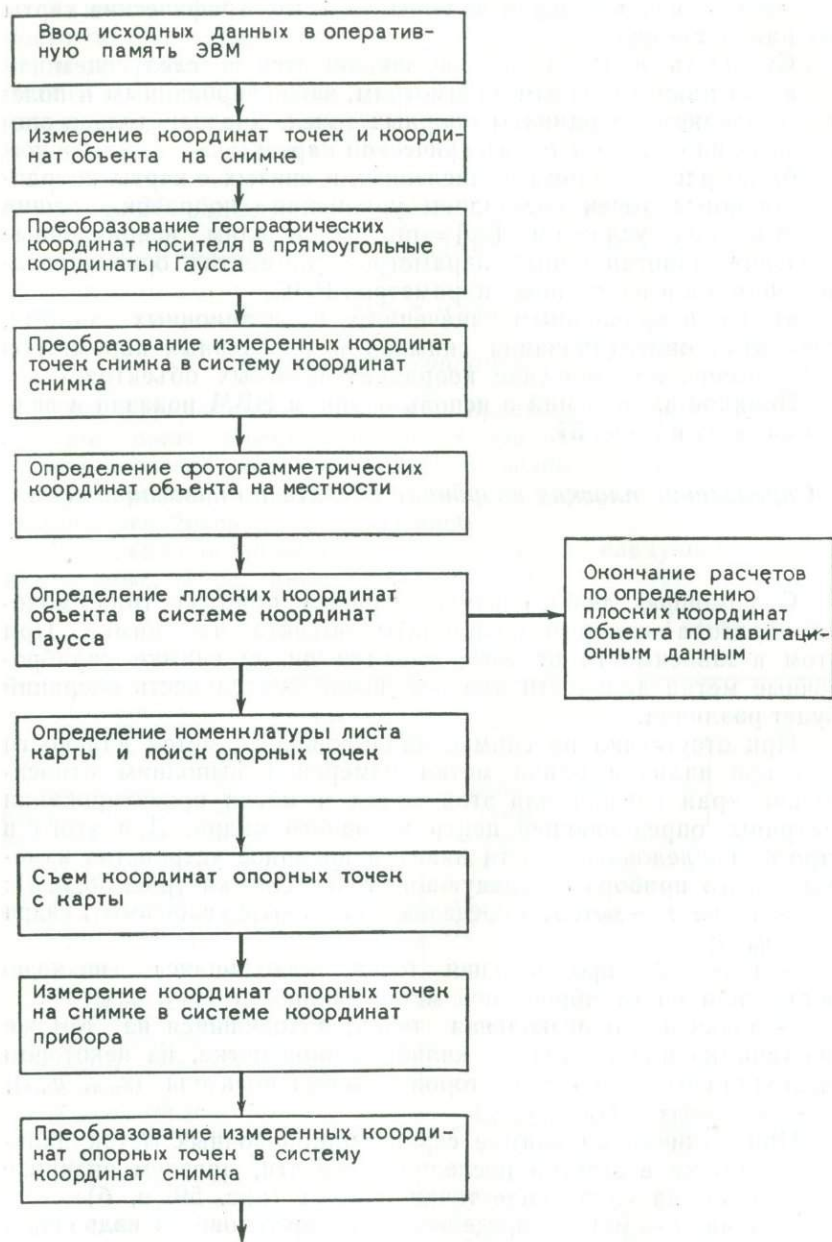 Ввод исходных данных в оператив-
ную память ЭВМ
Измерение координат точек и коорди-
нат объекта на снимке
Преобразование географических
координат носителя в прямоугольные
координаты Гаусса
Преобразование измеренных координат
точек снимка в систему координат
снимка
Определение фотограмметрических
координат объекта на местности
Определение плоских координат
объекта в системе координат
Гаусса
Окончание расчетов
по определению
плоских координат
объекта по навигаци-
онным данным
Определение номенклатуры листа
карты и поиск опорных точек
Съем координат опорных точек
с карты
Измерение координат опорных точек
на снимке в системе координат
прибора
Преобразование измеренных коорди-
нат опорных точек в систему
координат снимка